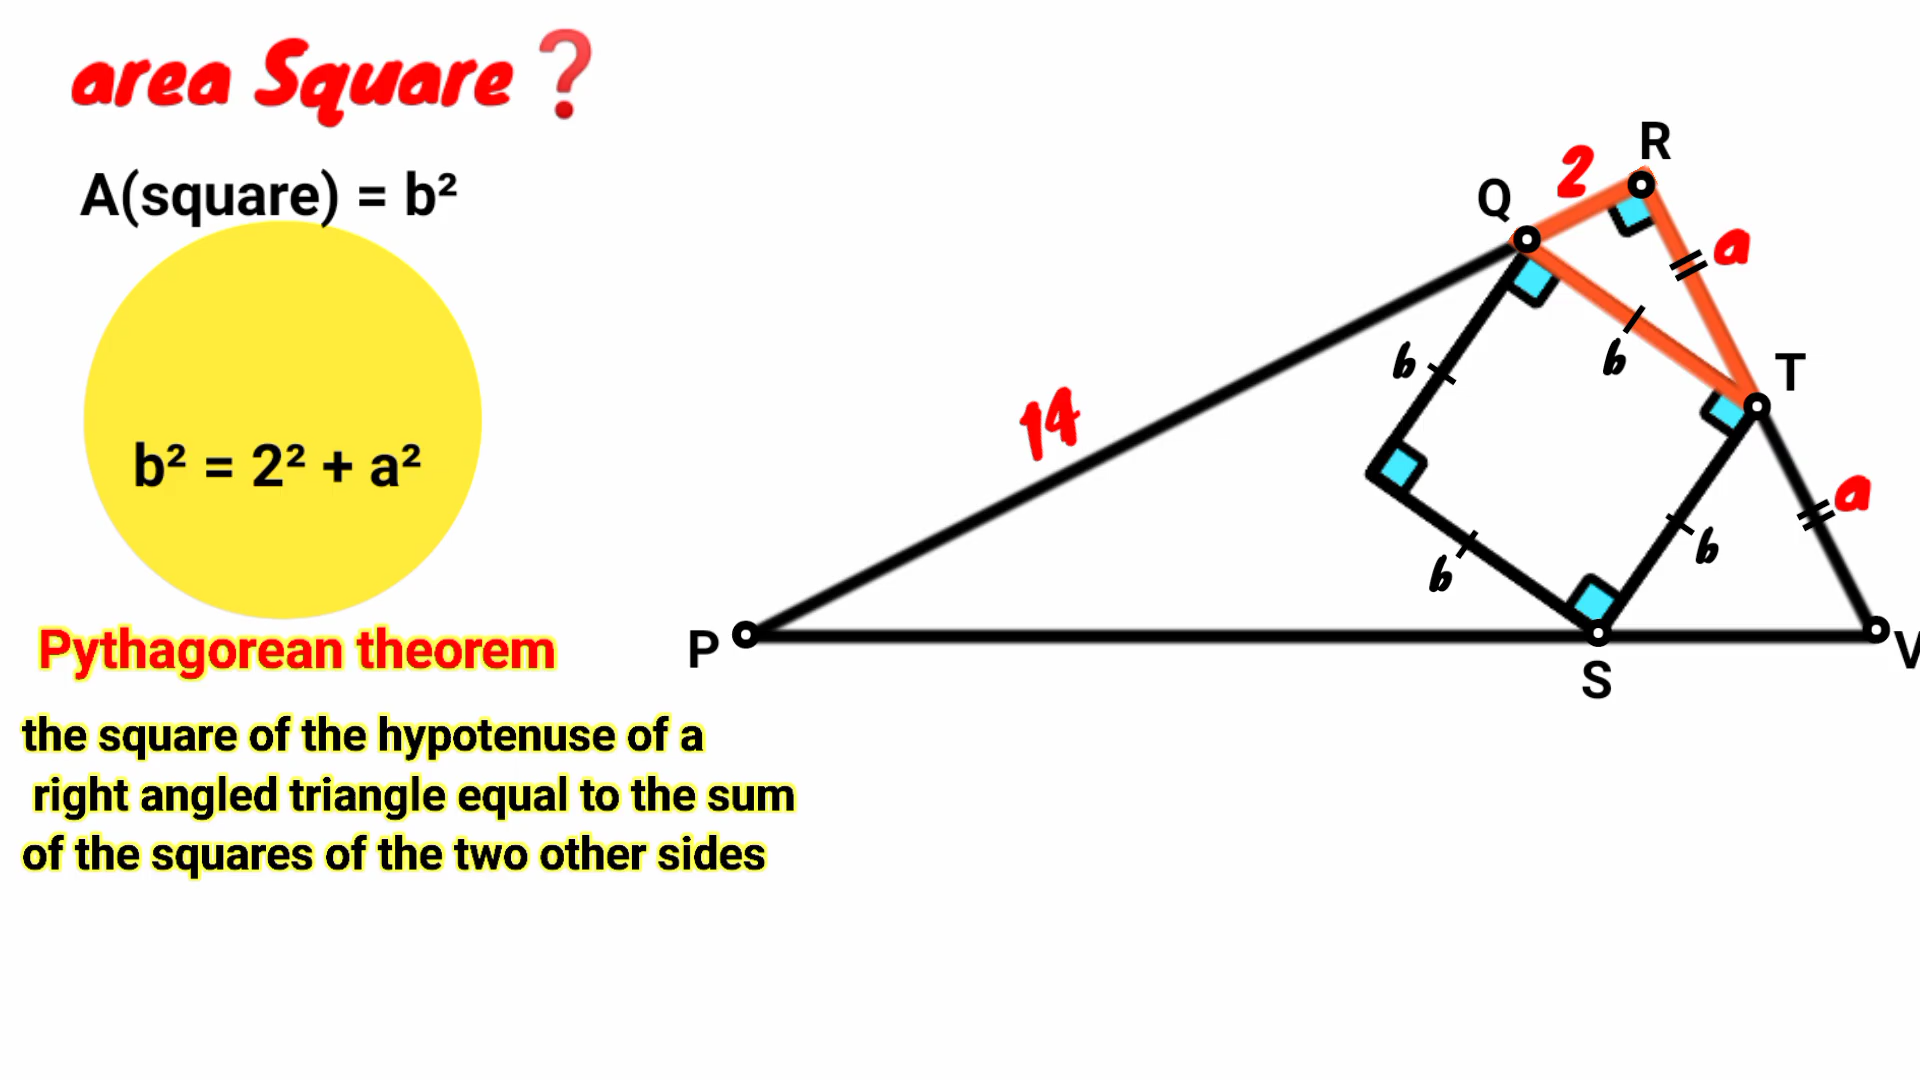 area Square❓
A(square) = b²
b² = 2² + a²
Pythagorean theorem
the square of the hypotenuse of a
right angled triangle equal to the sum
of the squares of the two other sides
R
2
Q
a
T
b
b
14
a
b
b
P
V
S